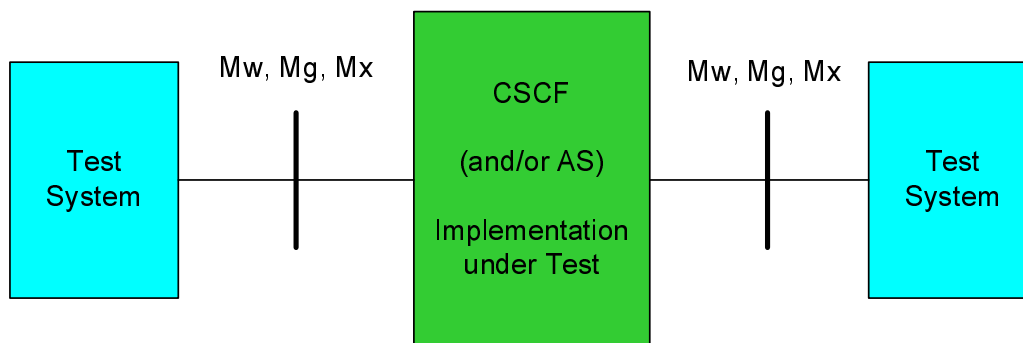 Mw, Mg, Mx
Mw, Mg, Mx
Test
System
CSCF
(and/or AS)
Implementation
under Test
Test
System